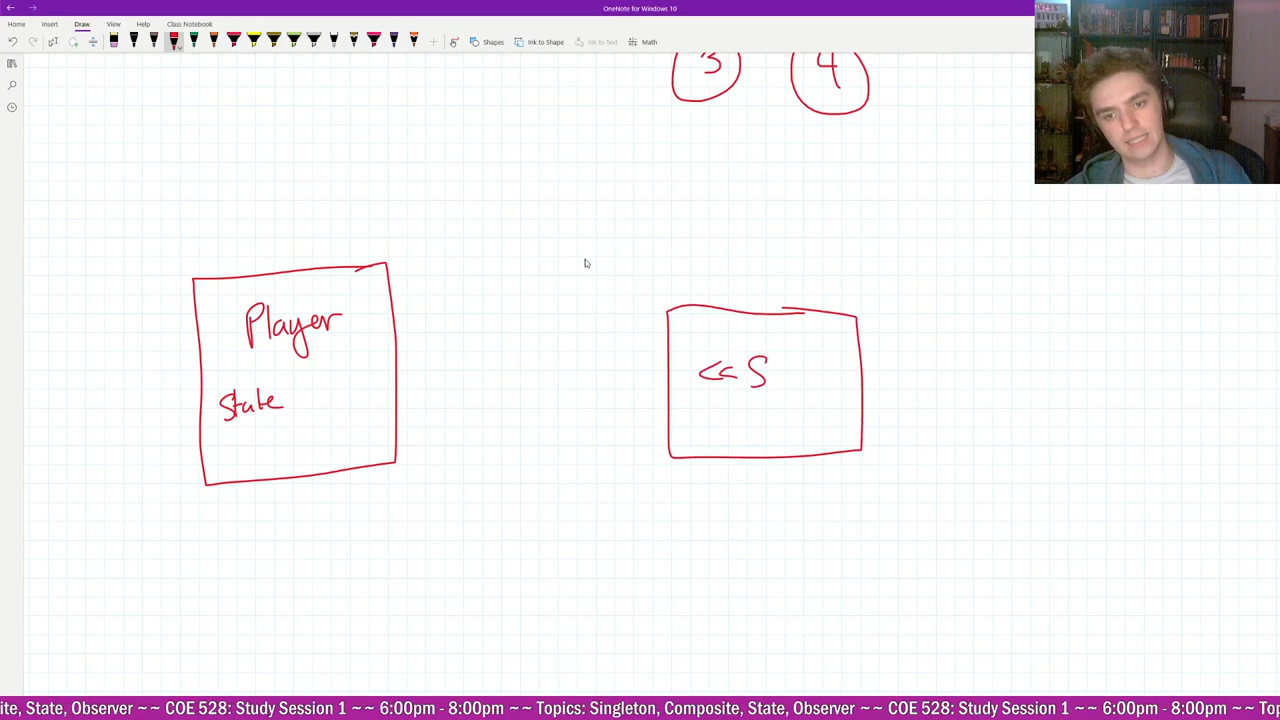 OneNote for Windows 10
Home Insert Draw View Help Class Notebook
Shapes Ink to Shape Ink to Text Math
3 4
Player
State
<< S
ite, State, Observer ~~ COE 528: Study Session 1 ~~ 6:00pm - 8:00pm ~~ Topics: Singleton, Composite, State, Observer ~~ COE 528: Study Session 1 ~~ 6:00pm - 8:00pm ~~ Top